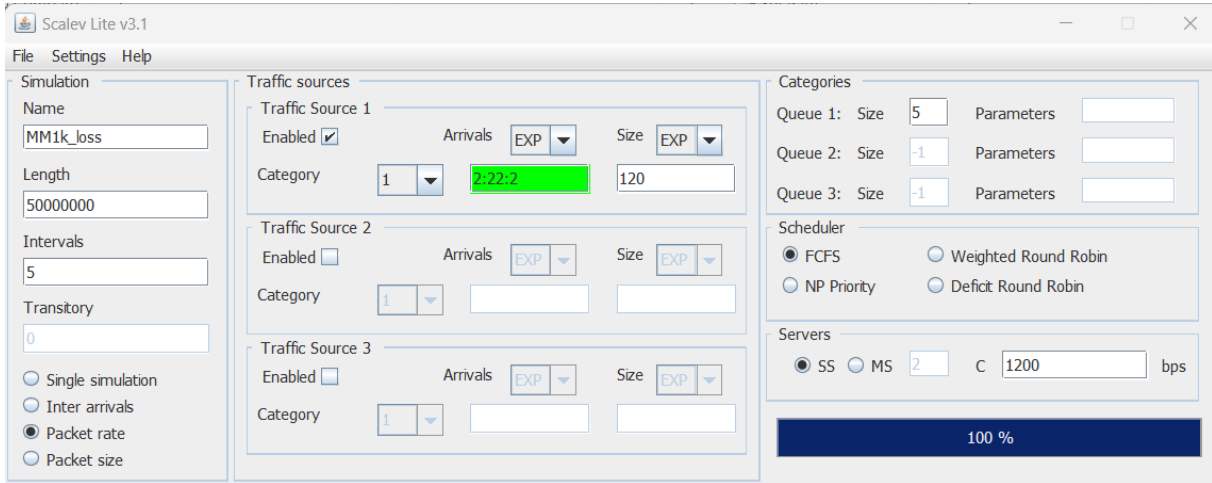 Scalev Lite v3.1
File Settings Help
Simulation
Name
MM1k_loss
Length
50000000
Intervals
5
Transitory
0
Single simulation
Inter arrivals
Packet rate
Packet size
Traffic sources
Traffic Source 1
Enabled Arrivals EXP Size EXP
Category 1 2:22:2 120
Traffic Source 2
Enabled Arrivals EXP Size EXP
Category 1
Traffic Source 3
Enabled Arrivals EXP Size EXP
Category 1
Categories
Queue 1: Size 5 Parameters
Queue 2: Size -1 Parameters
Queue 3: Size -1 Parameters
Scheduler
FCFS Weighted Round Robin
NP Priority Deficit Round Robin
Servers
SS MS 2 C 1200 bps
100 %